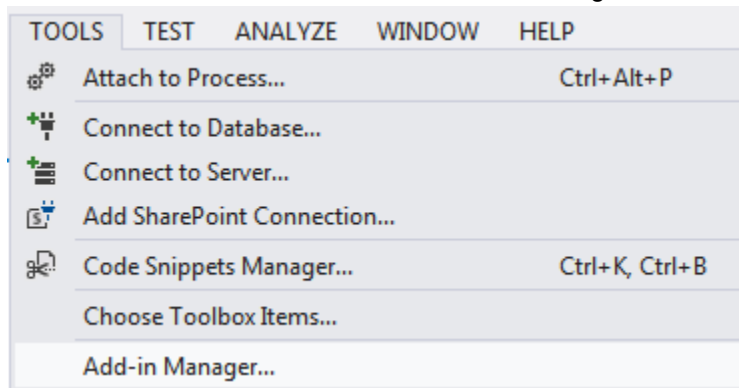 TOOLS TEST ANALYZE WINDOW HELP
Attach to Process... Ctrl+Alt+P
Connect to Database...
Connect to Server...
Add SharePoint Connection...
Code Snippets Manager... Ctrl+K, Ctrl+B
Choose Toolbox Items...
Add-in Manager...